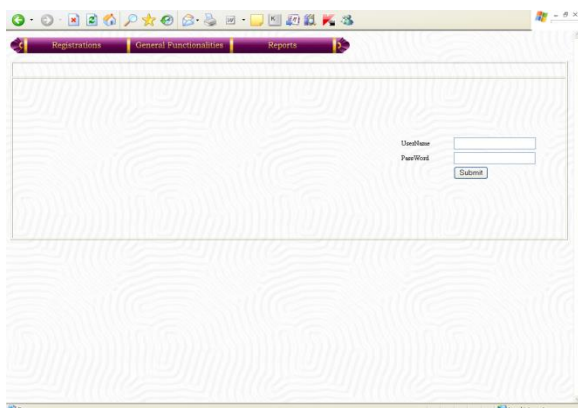 Registrations General Functionalities Reports
UserName
PassWord
Submit